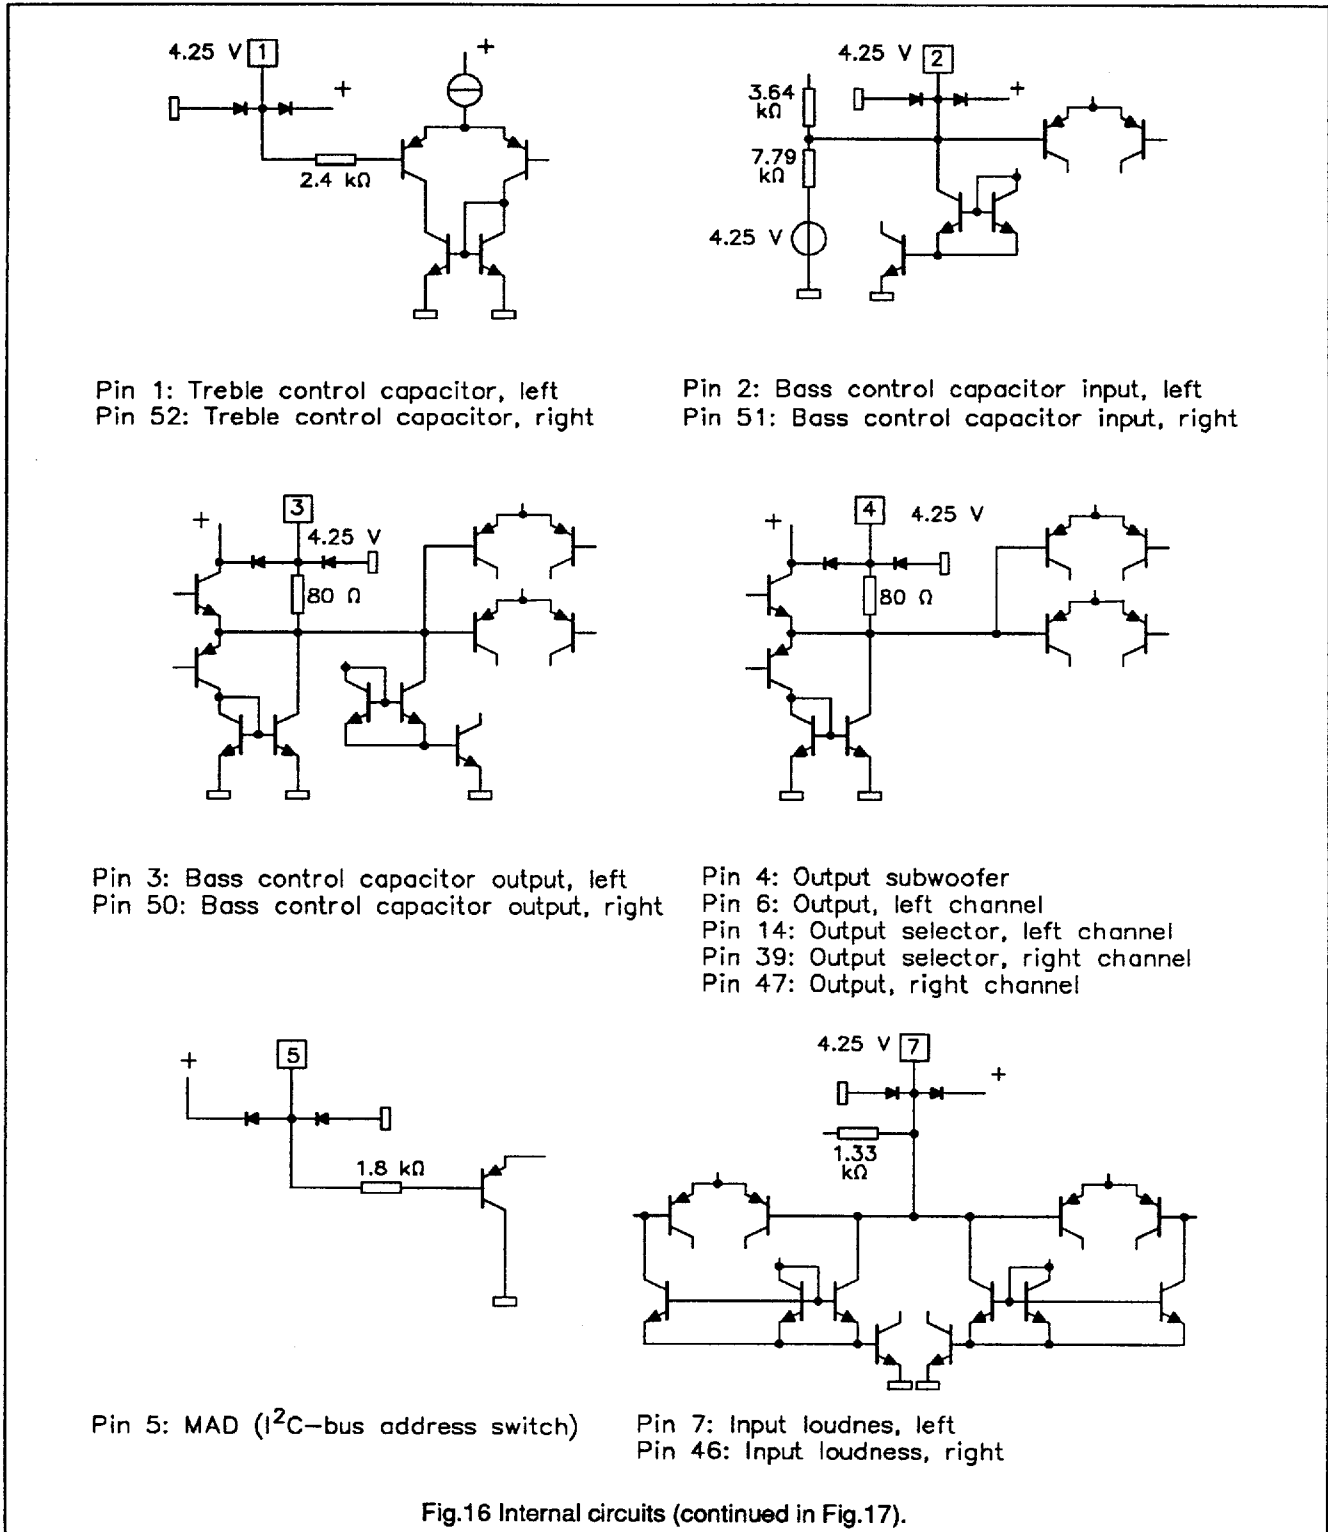 4.25 V 1
+
+
2.4 kΩ
Pin 1: Treble control capacitor, left
Pin 52: Treble control capacitor, right
4.25 V 2
+
3.64
kΩ
7.79
kΩ
4.25 V
Pin 2: Bass control capacitor input, left
Pin 51: Bass control capacitor input, right
3
+
4.25 V
80 Ω
Pin 3: Bass control capacitor output, left
Pin 50: Bass control capacitor output, right
4
4.25 V
+
80 Ω
Pin 4: Output subwoofer
Pin 6: Output, left channel
Pin 14: Output selector, left channel
Pin 39: Output selector, right channel
Pin 47: Output, right channel
5
+
1.8 kΩ
Pin 5: MAD (I²C-bus address switch)
4.25 V 7
+
1.33
kΩ
Pin 7: Input loudnes, left
Pin 46: Input loudness, right
Fig.16 Internal circuits (continued in Fig.17).